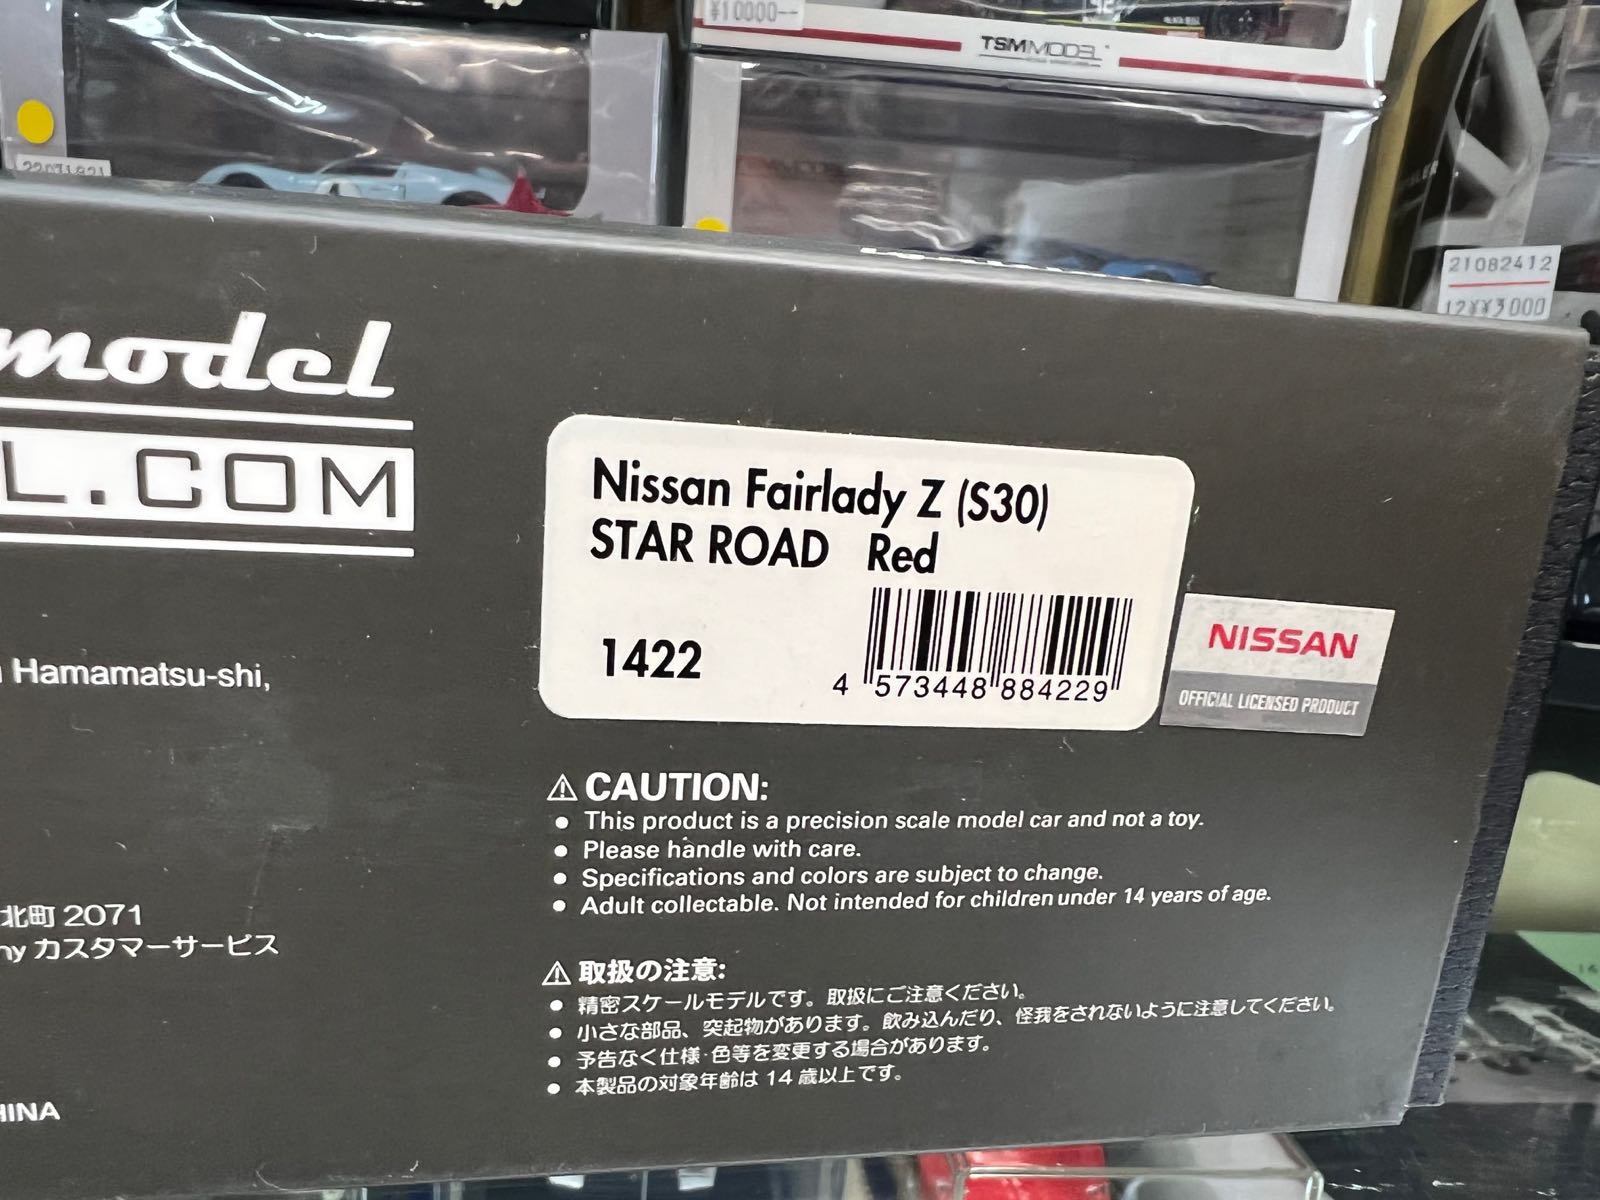 ¥10000--
TSMMODEL
22071821
21082412
12¥¥3000
model
L.COM
Nissan Fairlady Z (S30)
STAR ROAD Red
1422
4 573448 884229
NISSAN
OFFICIAL LICENSED PRODUCT
Hamamatsu-shi,
⚠ CAUTION:
● This product is a precision scale model car and not a toy.
● Please handle with care.
● Specifications and colors are subject to change.
● Adult collectable. Not intended for children under 14 years of age.
北町 2071
ny カスタマーサービス
⚠ 取扱の注意:
● 精密スケールモデルです。取扱にご注意ください。
● 小さな部品、突起物があります。飲み込んだり、怪我をされないように注意してください。
● 予告なく仕様・色等を変更する場合があります。
● 本製品の対象年齢は 14 歳以上です。
HINA